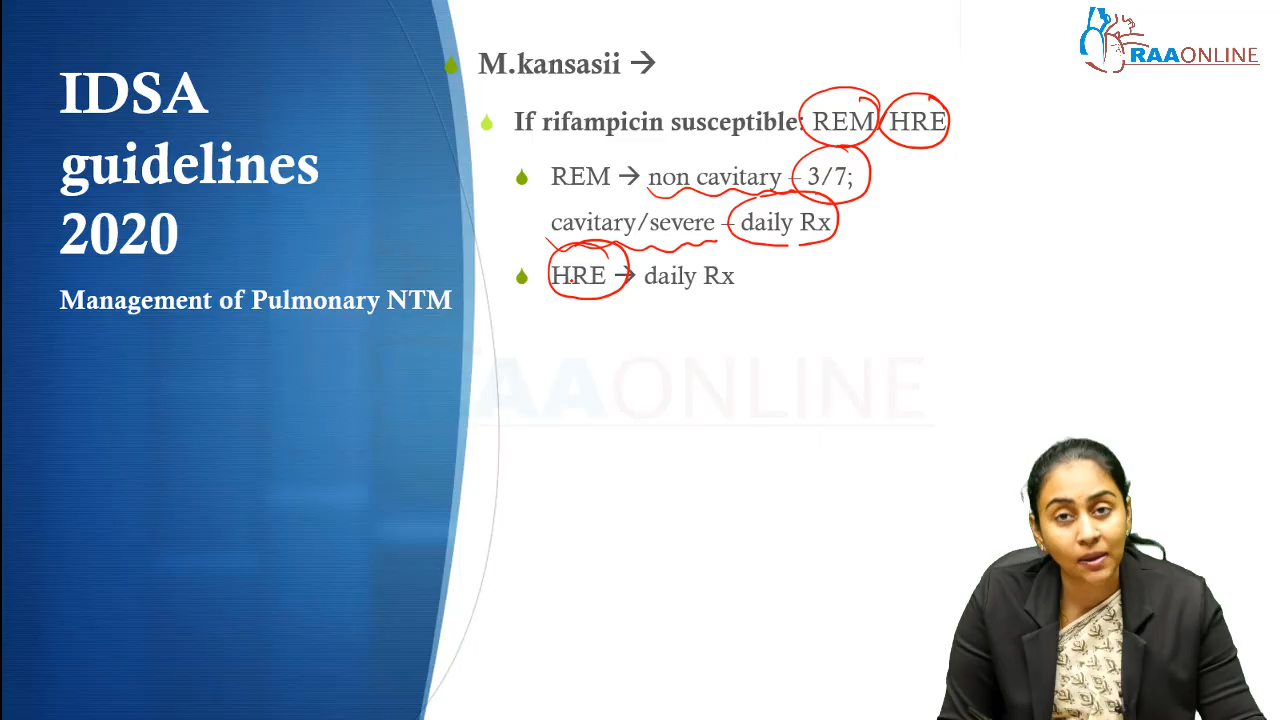 IDSA
guidelines
2020
Management of Pulmonary NTM
M.kansasii →
If rifampicin susceptible: REM HRE
REM → non cavitary – 3/7;
cavitary/severe – daily Rx
HRE → daily Rx
RAAONLINE
RAAONLINE